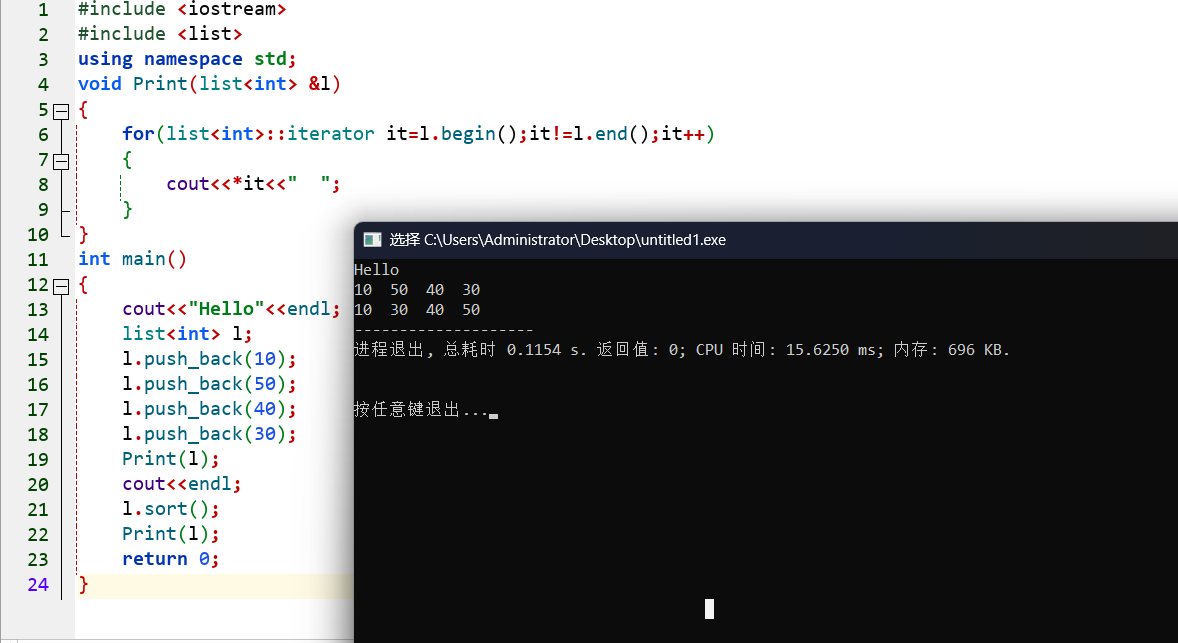 1 #include <iostream>
2 #include <list>
3 using namespace std;
4 void Print(list<int> &l)
5 {
6     for(list<int>::iterator it=l.begin();it!=l.end();it++)
7     {
8         cout<<*it<<"  ";
9     }
10 }
11 int main()
12 {
13     cout<<"Hello"<<endl;
14     list<int> l;
15     l.push_back(10);
16     l.push_back(50);
17     l.push_back(40);
18     l.push_back(30);
19     Print(l);
20     cout<<endl;
21     l.sort();
22     Print(l);
23     return 0;
24 }
选择 C:\Users\Administrator\Desktop\untitled1.exe
Hello
10  50  40  30
10  30  40  50
--------------------
进程退出, 总耗时 0.1154 s. 返回值: 0; CPU 时间: 15.6250 ms; 内存: 696 KB.
按任意键退出...